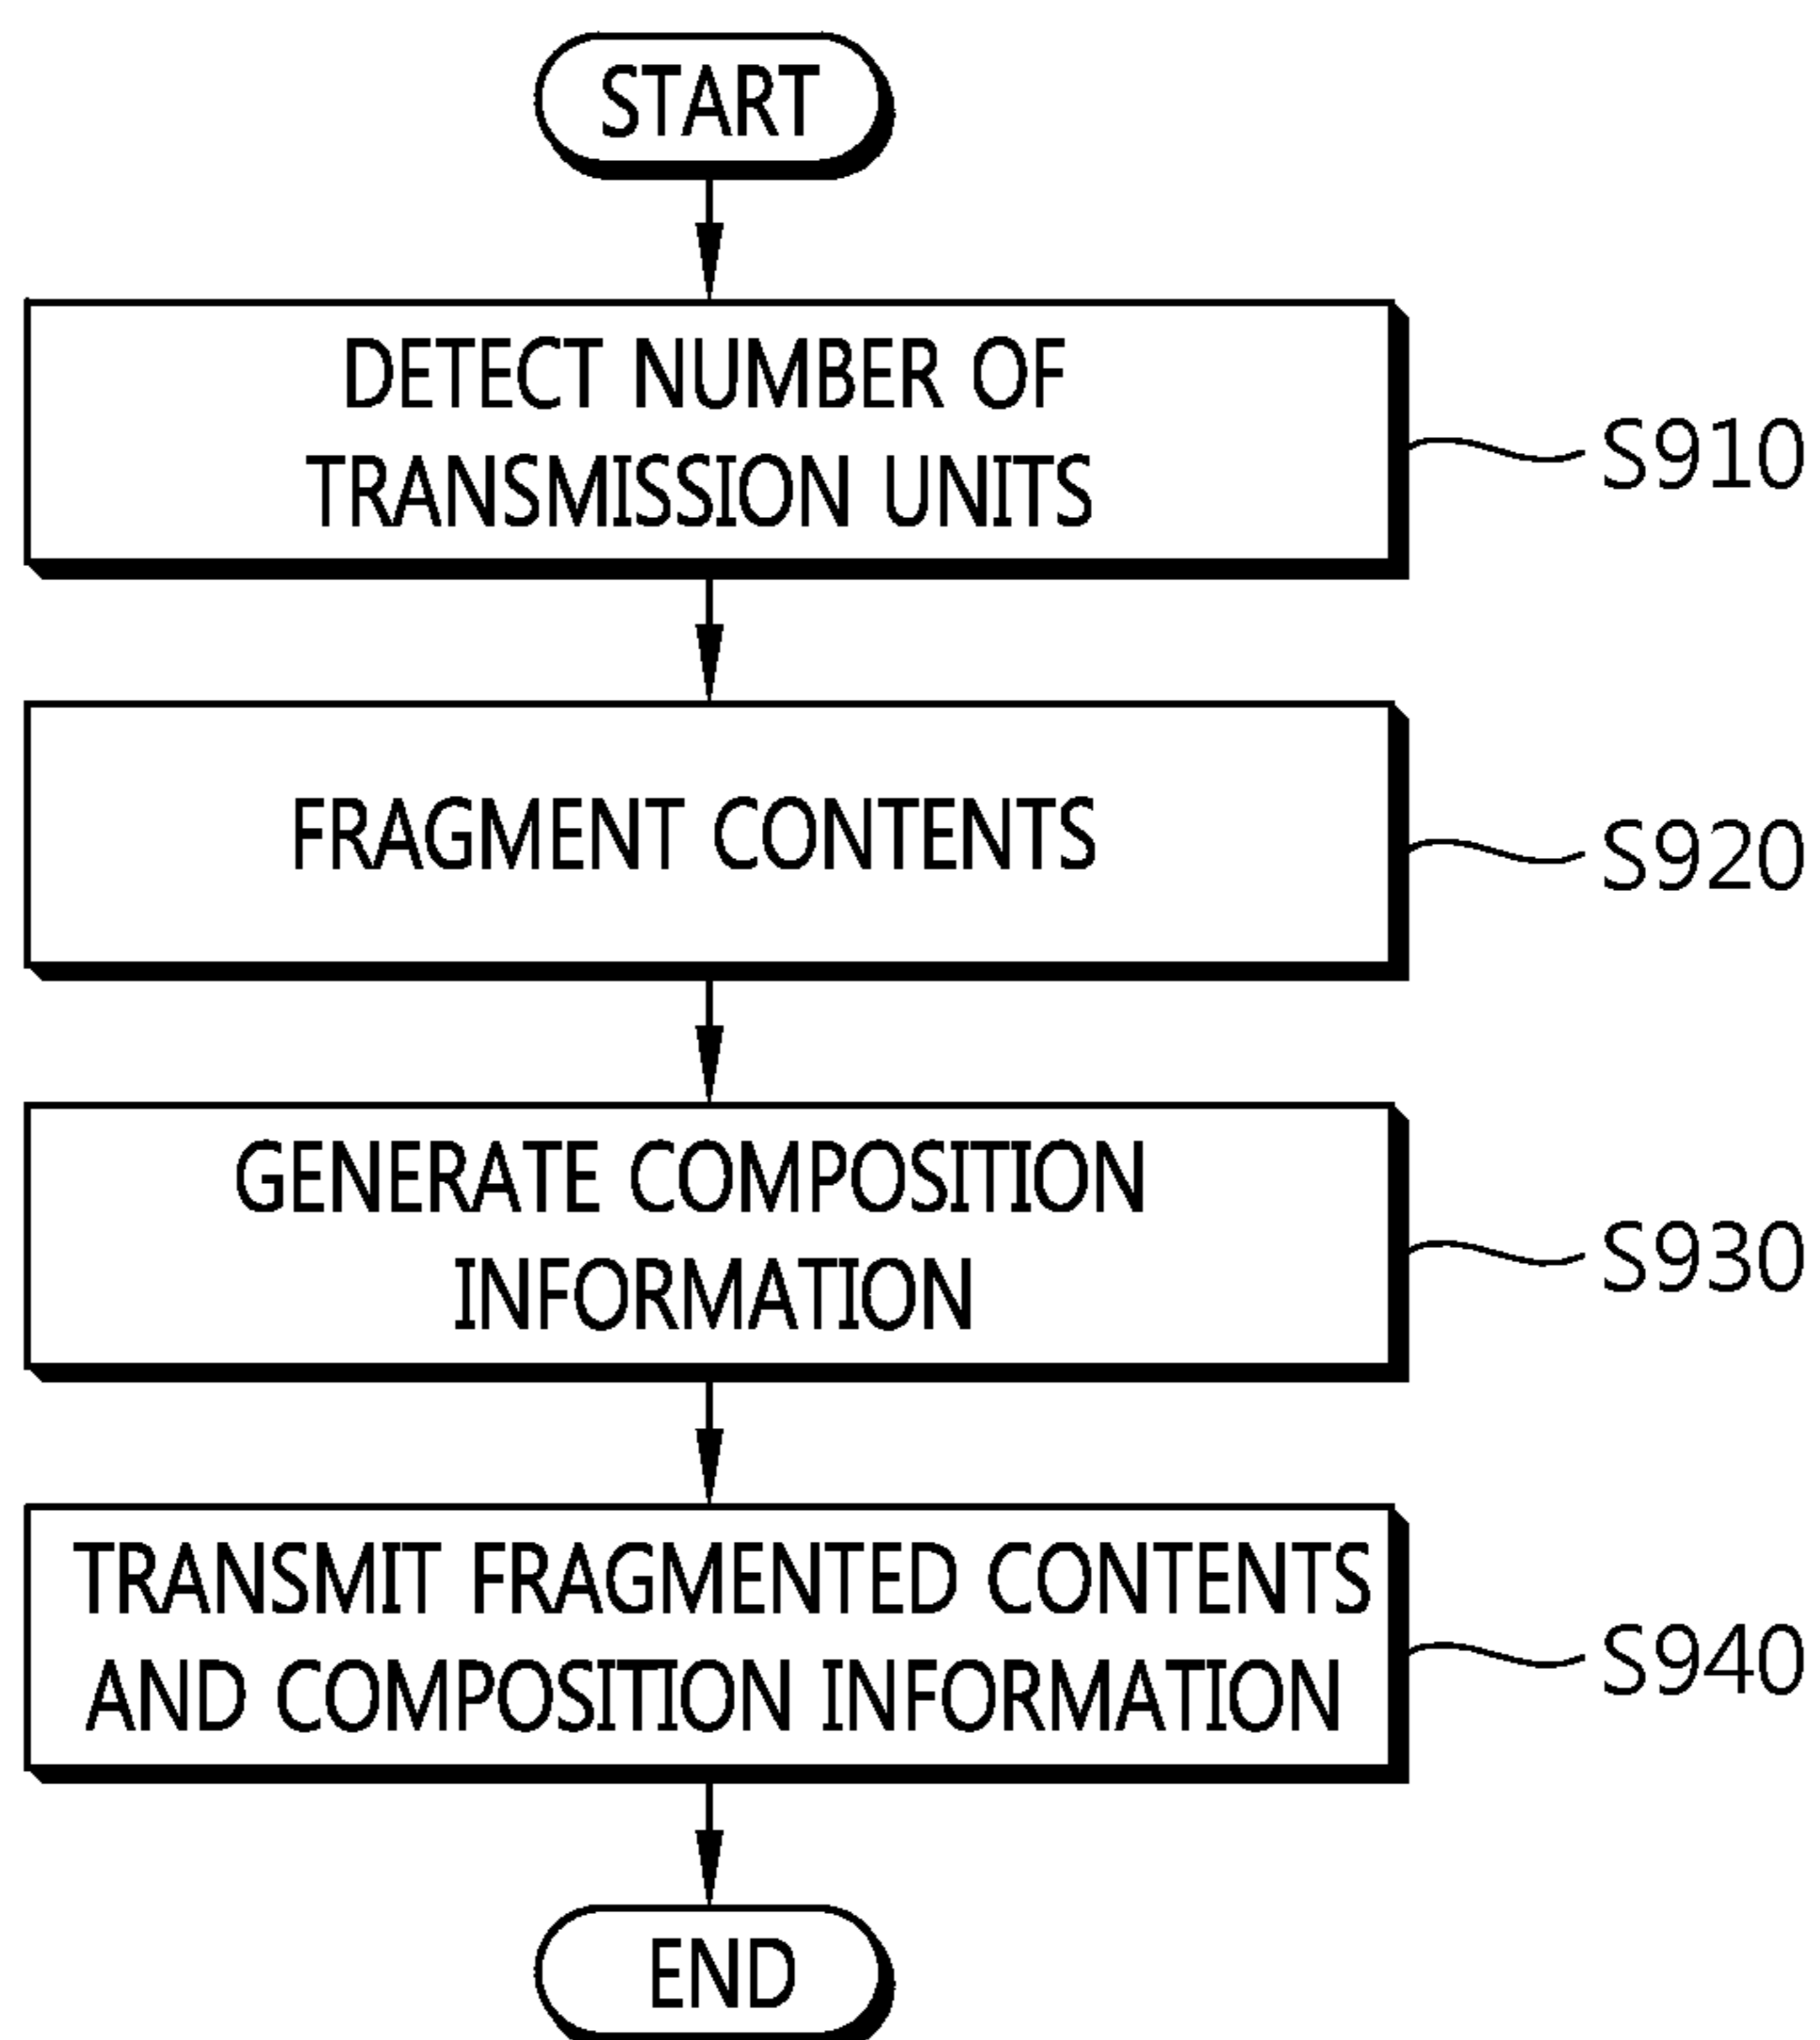 START
DETECT NUMBER OF
TRANSMISSION UNITS
S910
FRAGMENT CONTENTS
S920
GENERATE COMPOSITION
INFORMATION
S930
TRANSMIT FRAGMENTED CONTENTS
AND COMPOSITION INFORMATION
S940
END